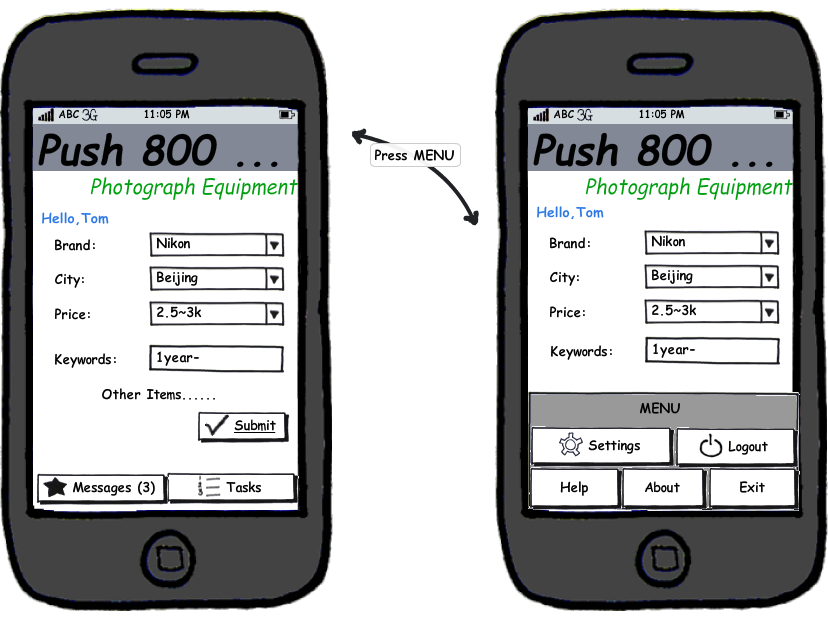 ABC 3G 11:05 PM
Push 800 ...
Photograph Equipment
Hello,Tom
Brand: Nikon
City: Beijing
Price: 2.5~3k
Keywords: 1year-
Other Items......
Submit
Messages (3) Tasks
Press MENU
ABC 3G 11:05 PM
Push 800 ...
Photograph Equipment
Hello,Tom
Brand: Nikon
City: Beijing
Price: 2.5~3k
Keywords: 1year-
MENU
Settings Logout
Help About Exit